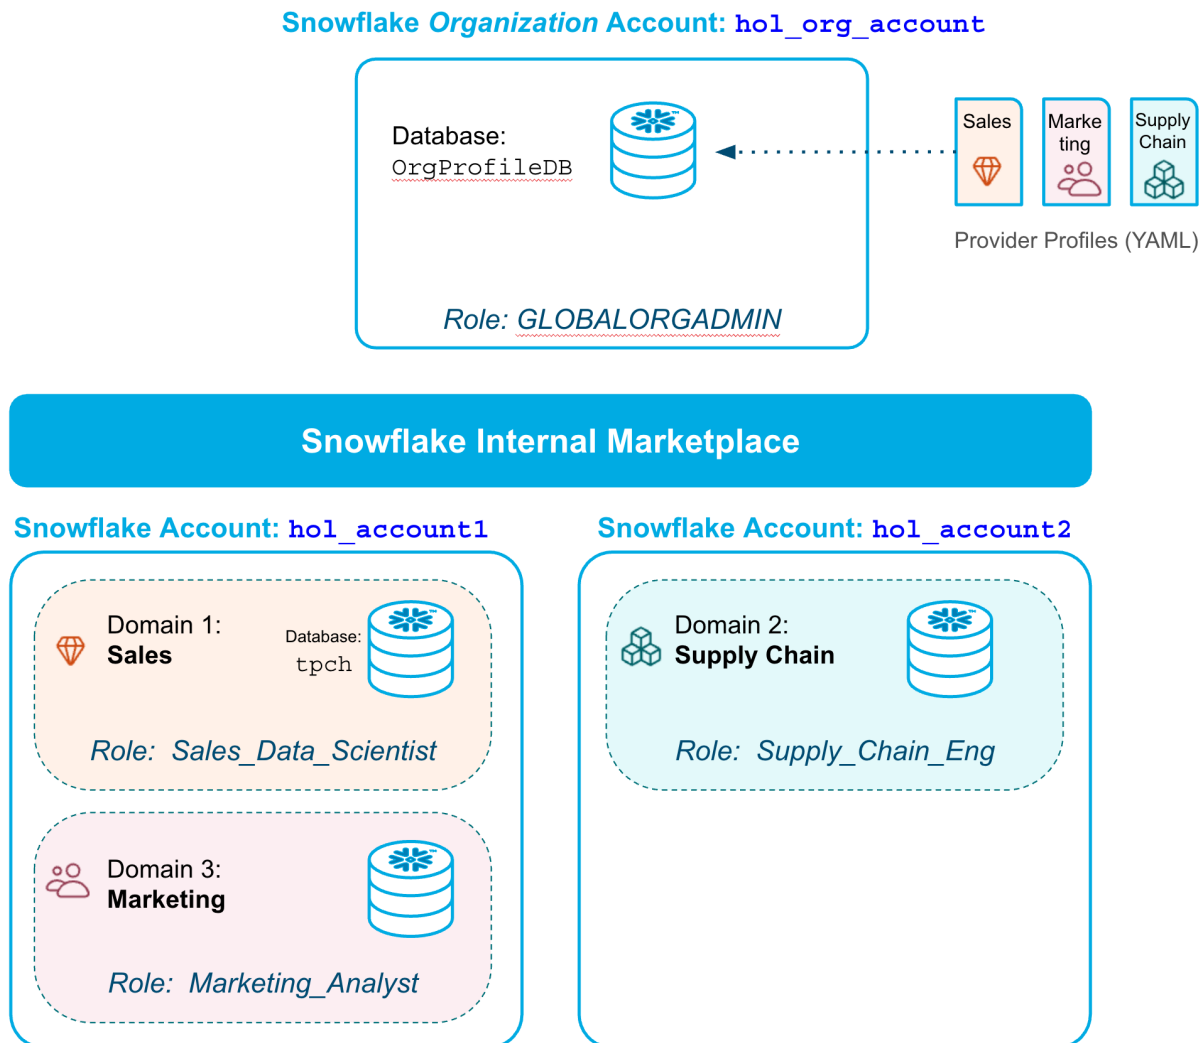 Snowflake Organization Account: hol_org_account
Database:
OrgProfileDB
Role: GLOBALORGADMIN
Sales
Marke
ting
Supply
Chain
Provider Profiles (YAML)
Snowflake Internal Marketplace
Snowflake Account: hol_account1
Domain 1:
Sales
Database:
tpch
Role: Sales_Data_Scientist
Domain 3:
Marketing
Role: Marketing_Analyst
Snowflake Account: hol_account2
Domain 2:
Supply Chain
Role: Supply_Chain_Eng